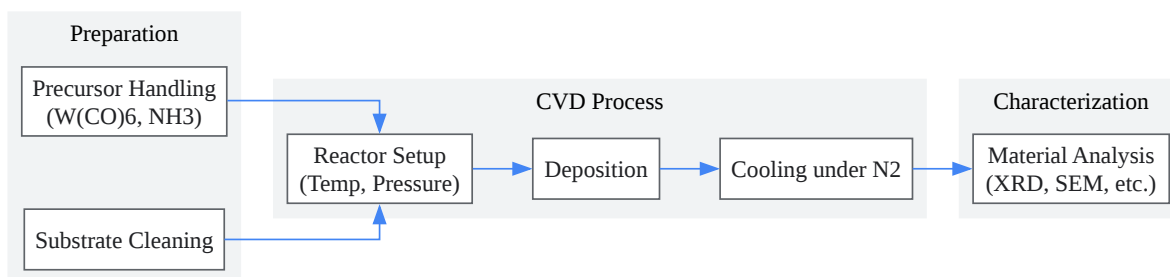 Preparation
Precursor Handling
(W(CO)6, NH3)
Substrate Cleaning
CVD Process
Reactor Setup
(Temp, Pressure)
Deposition
Cooling under N2
Characterization
Material Analysis
(XRD, SEM, etc.)